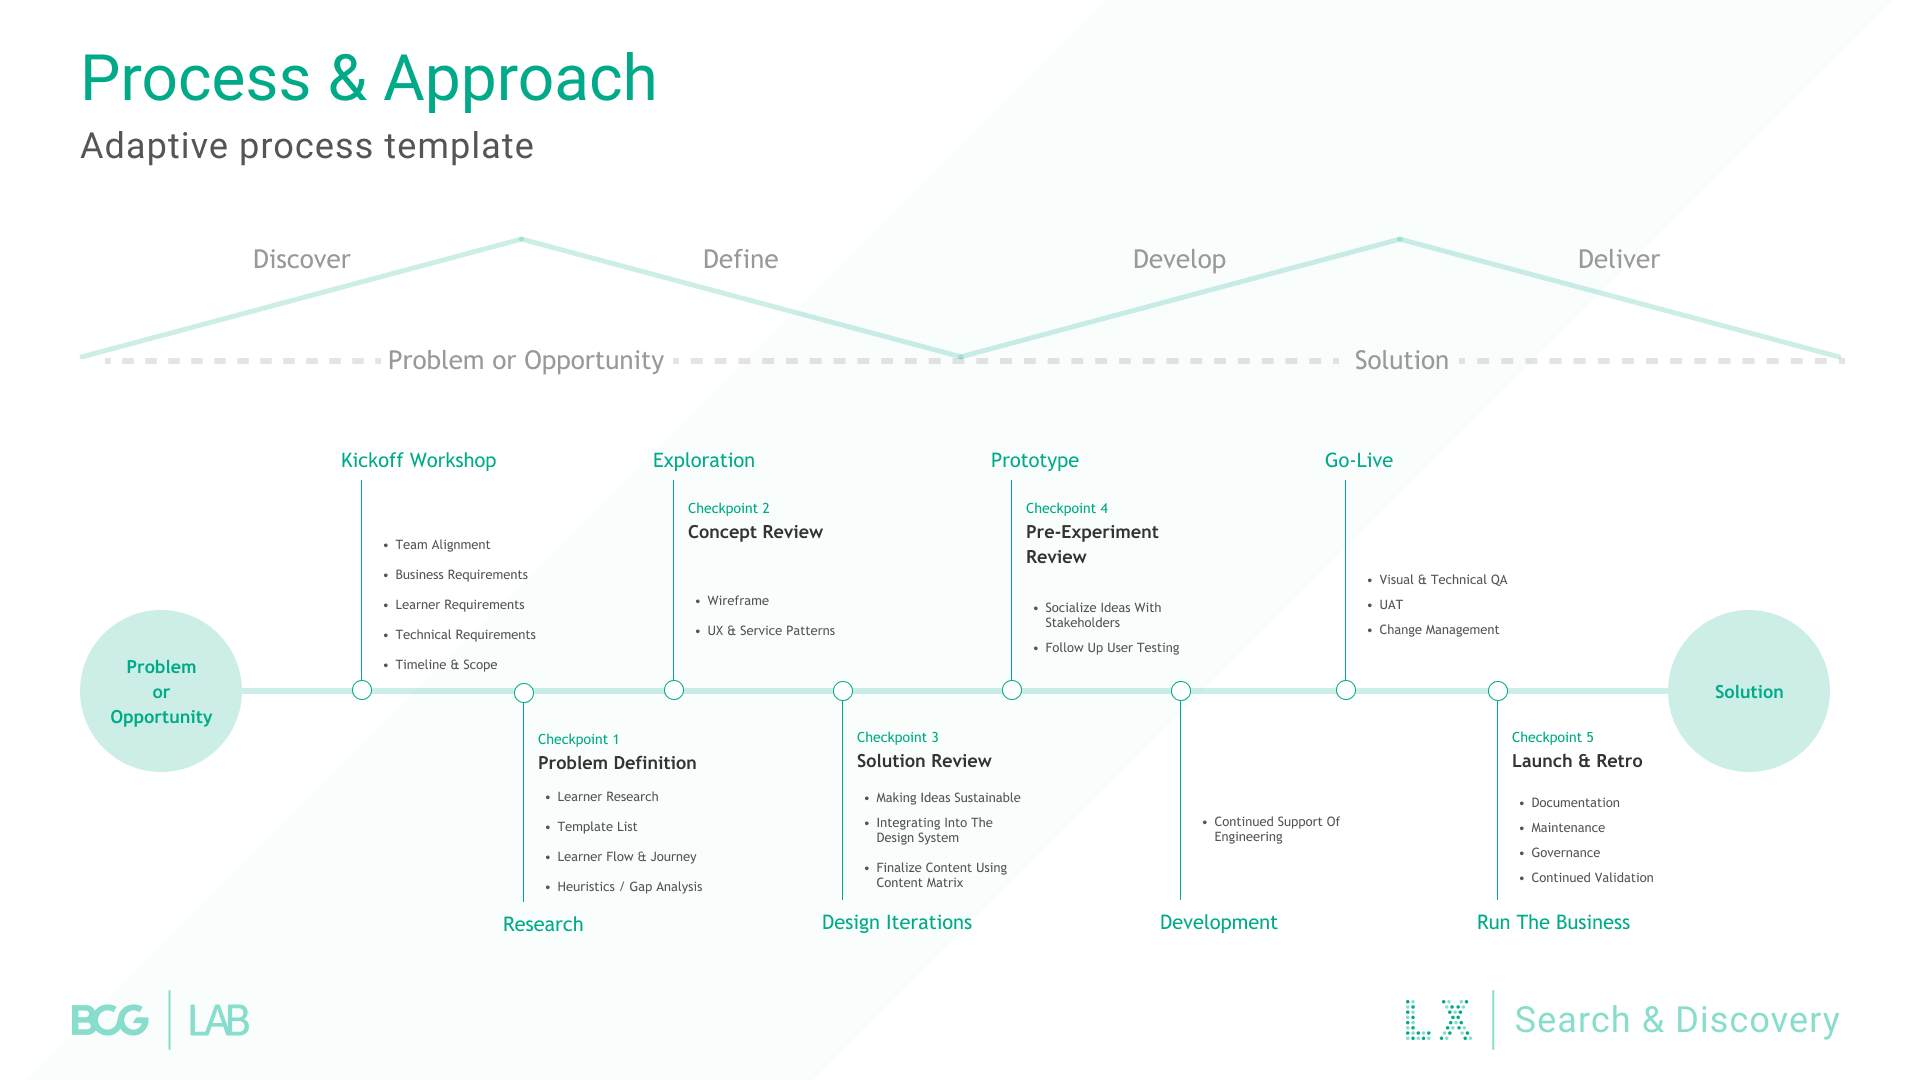 Process & Approach
Adaptive process template
Discover
Define
Develop
Deliver
Problem or Opportunity
Solution
Kickoff Workshop
Team Alignment
Business Requirements
Learner Requirements
Technical Requirements
Timeline & Scope
Exploration
Checkpoint 2
Concept Review
Wireframe
UX & Service Patterns
Prototype
Checkpoint 4
Pre-Experiment
Review
Socialize Ideas With
Stakeholders
Follow Up User Testing
Go-Live
Visual & Technical QA
UAT
Change Management
Problem
or
Opportunity
Solution
Checkpoint 1
Problem Definition
Learner Research
Template List
Learner Flow & Journey
Heuristics / Gap Analysis
Research
Checkpoint 3
Solution Review
Making Ideas Sustainable
Integrating Into The
Design System
Finalize Content Using
Content Matrix
Design Iterations
Continued Support Of
Engineering
Development
Checkpoint 5
Launch & Retro
Documentation
Maintenance
Governance
Continued Validation
Run The Business
BCG LAB
LX Search & Discovery